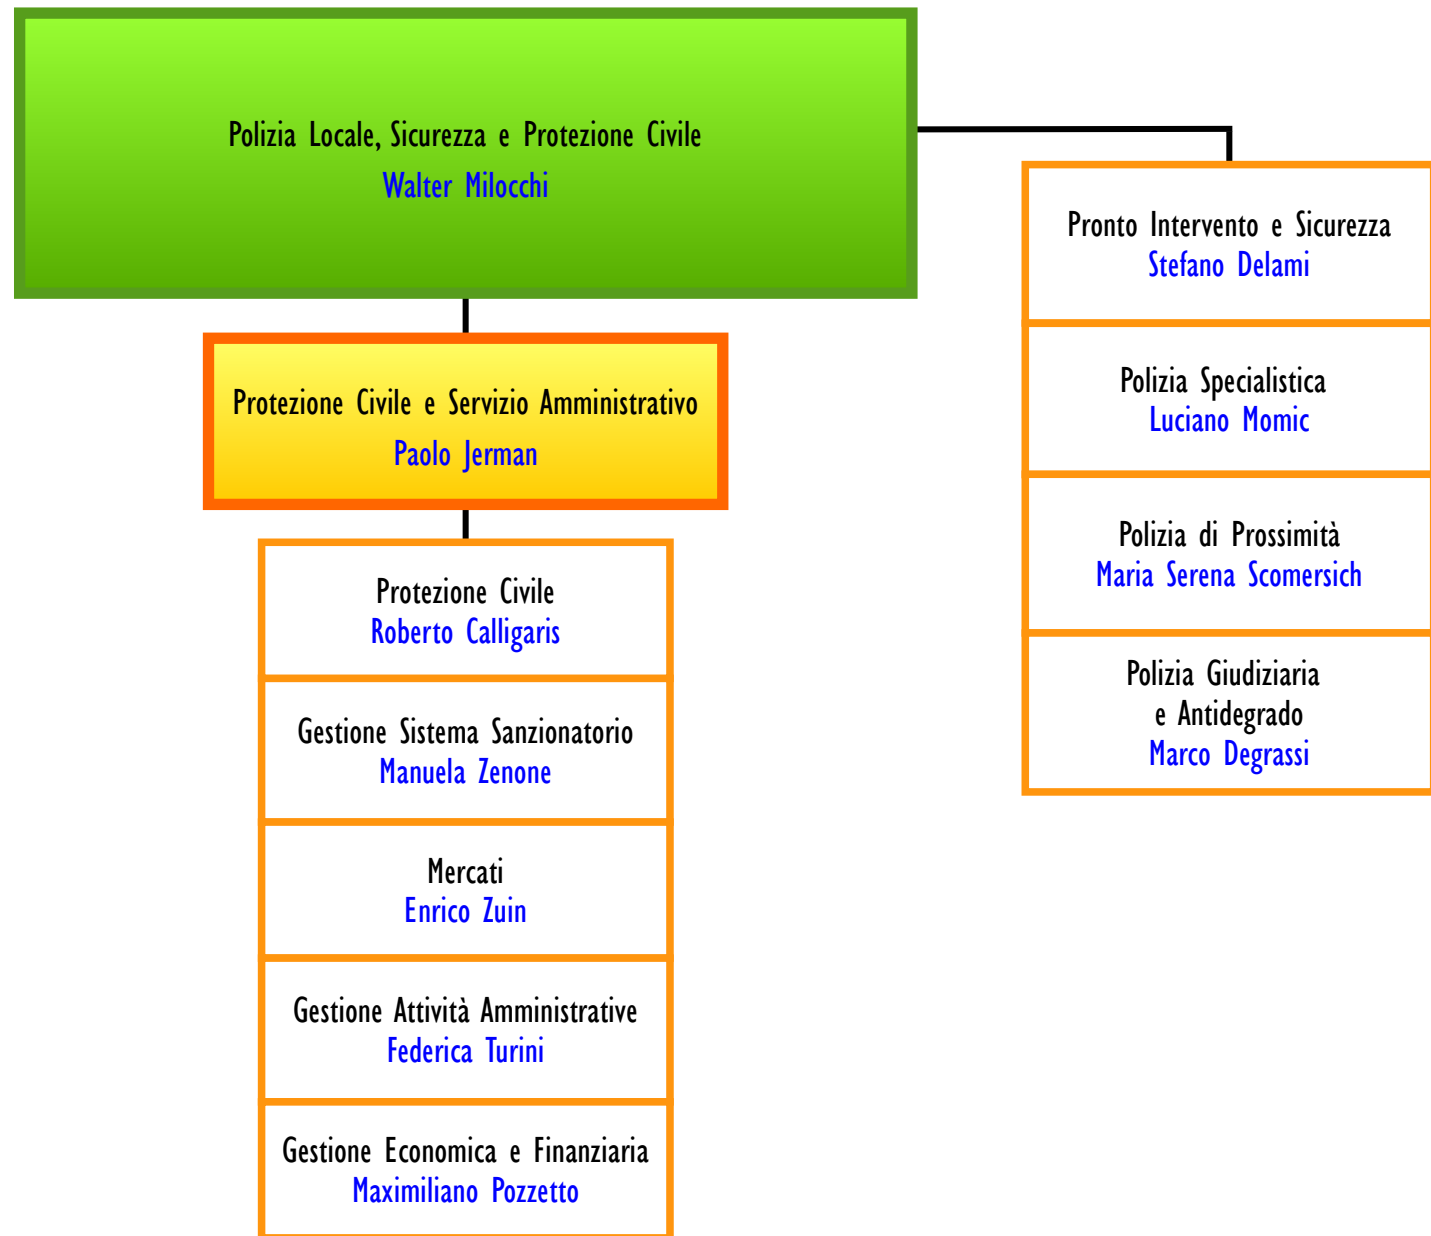 Polizia Locale, Sicurezza e Protezione Civile
Walter Milocchi
Protezione Civile e Servizio Amministrativo
Paolo Jerman
Protezione Civile
Roberto Calligaris
Gestione Sistema Sanzionatorio
Manuela Zenone
Mercati
Enrico Zuin
Gestione Attività Amministrative
Federica Turini
Gestione Economica e Finanziaria
Maximiliano Pozzetto
Pronto Intervento e Sicurezza
Stefano Delami
Polizia Specialistica
Luciano Momic
Polizia di Prossimità
Maria Serena Scomersich
Polizia Giudiziaria
e Antidegrado
Marco Degrassi